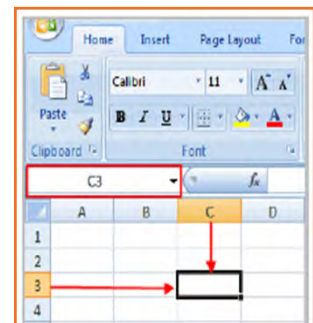 Home Insert Page Layout Fo
Calibri 11 A A
Paste B I U A
Clipboard Font
C3 fx
A B C D
1
2
3
4